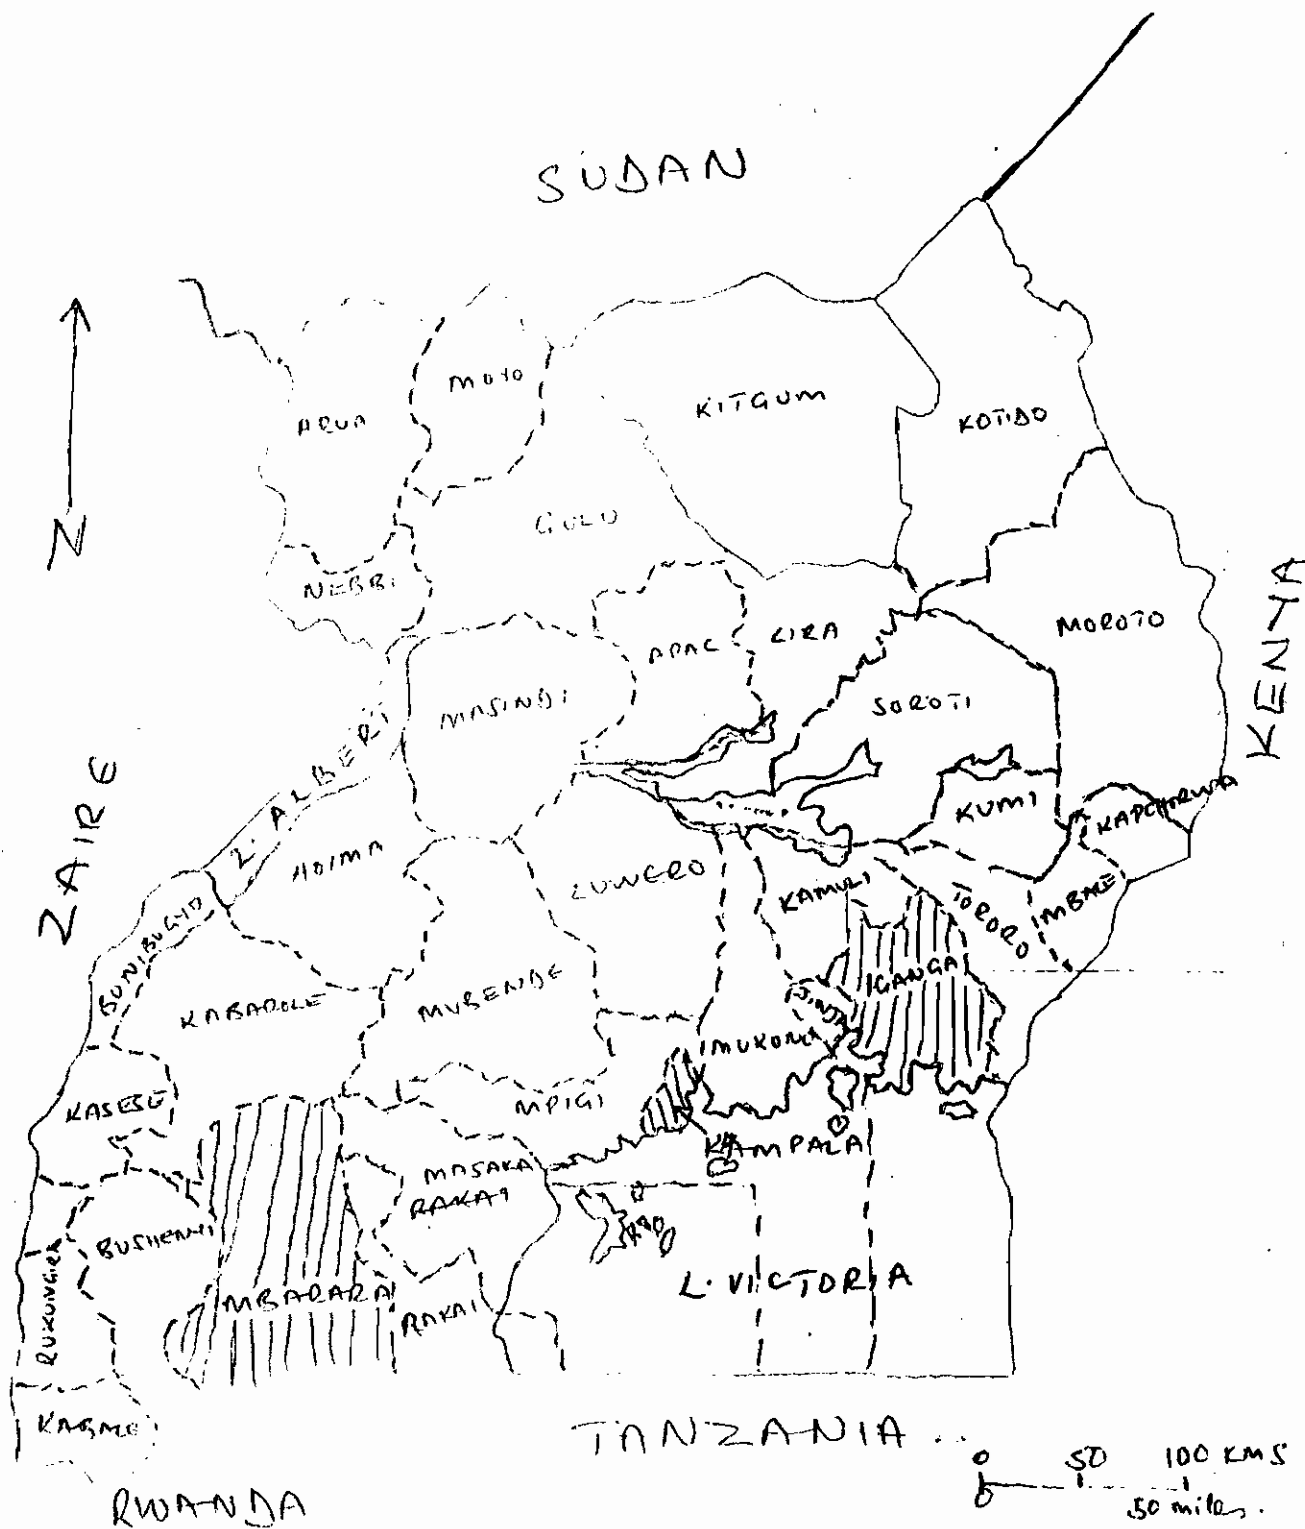 SUDAN
MOYO
KITGUM
ARUA
KOTIDO
N
GULU
NEBBI
KENYA
MOROTO
LIRA
APAC
SOROTI
MASINDI
L. ALBERT
ZAIRE
KUMI
KAPCHORWA
HOIMA
LUWERO
KAMULI
TORORO
MBALE
BUNIBUGYO
IGANGA
KABAROLE
MUBENDE
JINJA
MUKONO
KASESE
MPIGI
KAMPALA
MASAKA
RAKAI
BUSHENYI
L. VICTORIA
MBARARA
RAKAI
RUKUNGIRI
KABALE
TANZANIA
0 50 100 KMS
50 miles.
RWANDA